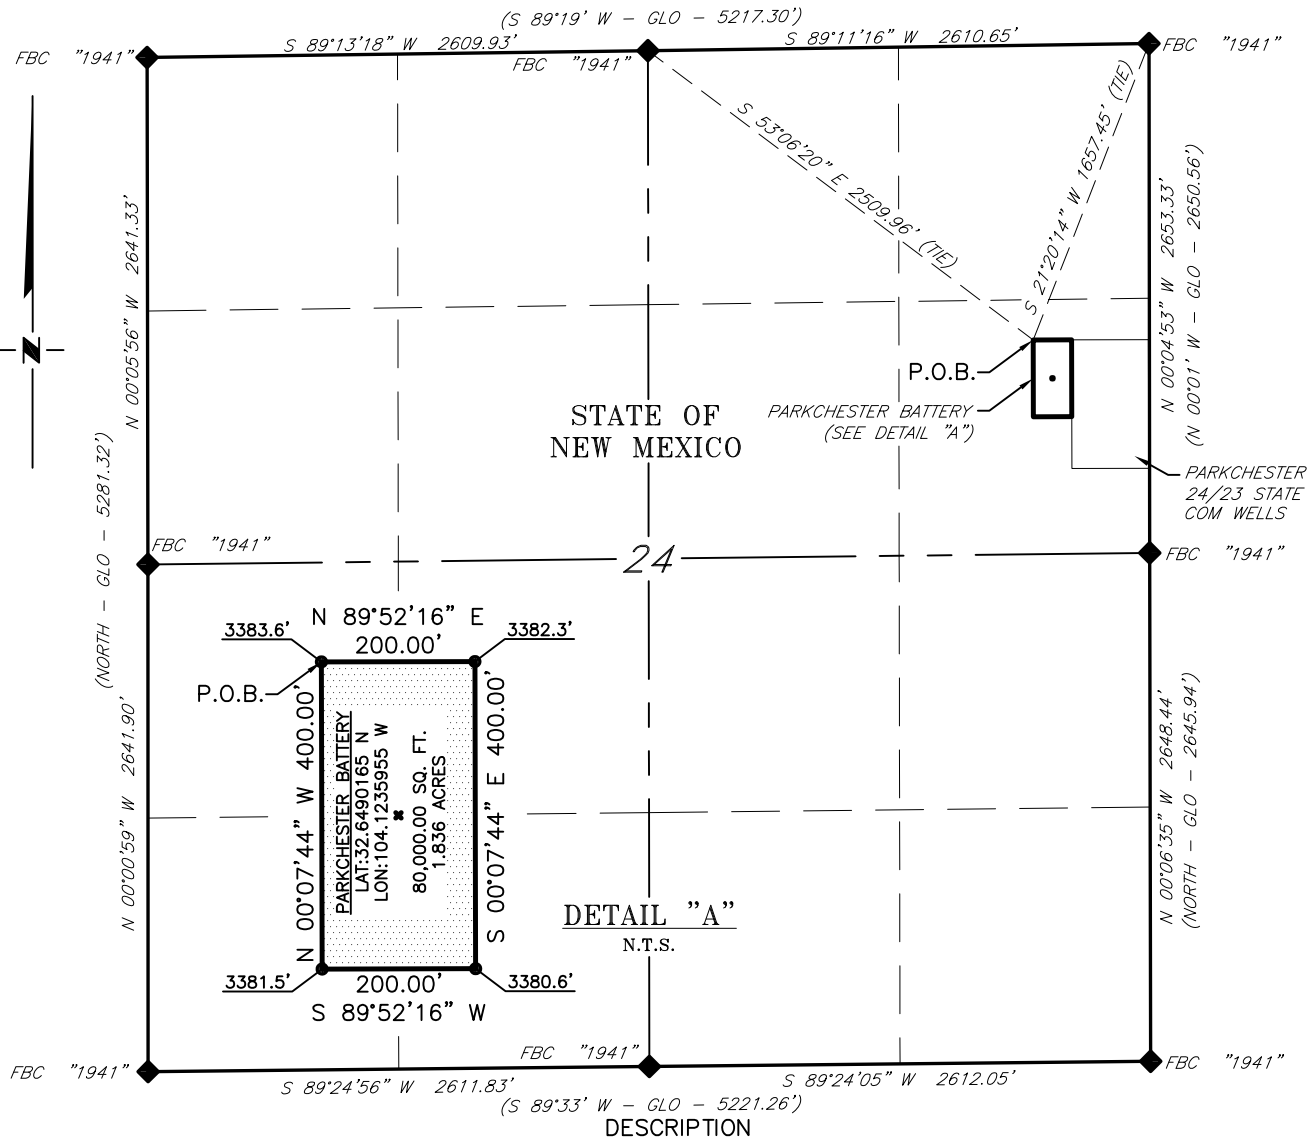 (S 89°19' W - GLO - 5217.30')
S 89°13'18" W 2609.93'
S 89°11'16" W 2610.65'
FBC "1941"
FBC "1941"
FBC "1941"
S 53°06'20" E 2509.96' (TIE)
S 21°20'14" W 1657.45' (TIE)
N 00°05'56" W 2641.33'
N 00°04'53" W 2653.33'
(N 00°01' W - GLO - 2650.56')
N
P.O.B.
PARKCHESTER BATTERY
(SEE DETAIL "A")
STATE OF
NEW MEXICO
PARKCHESTER
24/23 STATE
COM WELLS
(NORTH - GLO - 5281.32')
FBC "1941"
24
FBC "1941"
N 89°52'16" E
200.00'
3383.6'
3382.3'
P.O.B.
N 00°07'44" W 400.00'
PARKCHESTER BATTERY
LAT:32.6490165 N
LON:104.1235955 W
80,000.00 SQ. FT.
1.836 ACRES
S 00°07'44" E 400.00'
N 00°00'59" W 2641.90'
N 00°06'35" W 2648.44'
(NORTH - GLO - 2645.94')
DETAIL "A"
N.T.S.
3381.5'
3380.6'
200.00'
S 89°52'16" W
FBC "1941"
FBC "1941"
FBC "1941"
S 89°24'56" W 2611.83'
S 89°24'05" W 2612.05'
(S 89°33' W - GLO - 5221.26')
DESCRIPTION